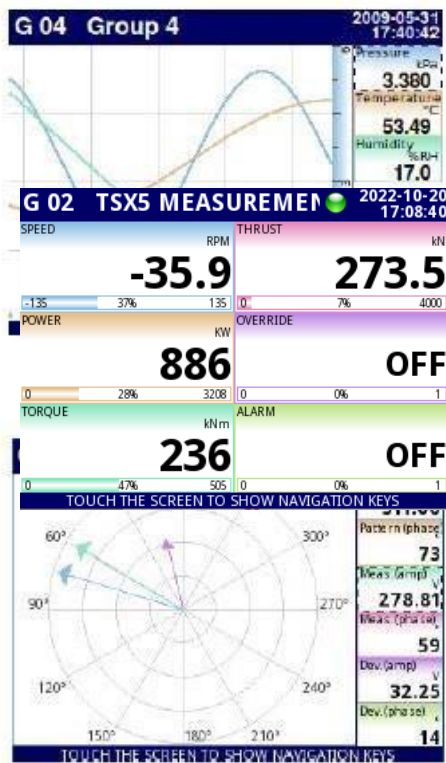 G 04 Group 4
2009-05-31
17:40:42
Pressure
kPa
3.380
Temperature
°C
53.49
Humidity
%RH
17.0
G 02 TSX5 MEASUREMEN
2022-10-20
17:08:40
SPEED
RPM
-35.9
-135 37% 135
THRUST
kN
273.5
0 7% 4000
POWER
KW
886
0 28% 3208
OVERRIDE
OFF
0 0% 1
TORQUE
kNm
236
0 47% 505
ALARM
OFF
0 0% 1
TOUCH THE SCREEN TO SHOW NAVIGATION KEYS
60°
300°
90°
270°
120°
240°
150°
180°
210°
Pattern (phase)
73
Meas.(amp)
V
278.81
Meas.(phase)
59
Dev.(amp)
V
32.25
Dev.(phase)
14
TOUCH THE SCREEN TO SHOW NAVIGATION KEYS